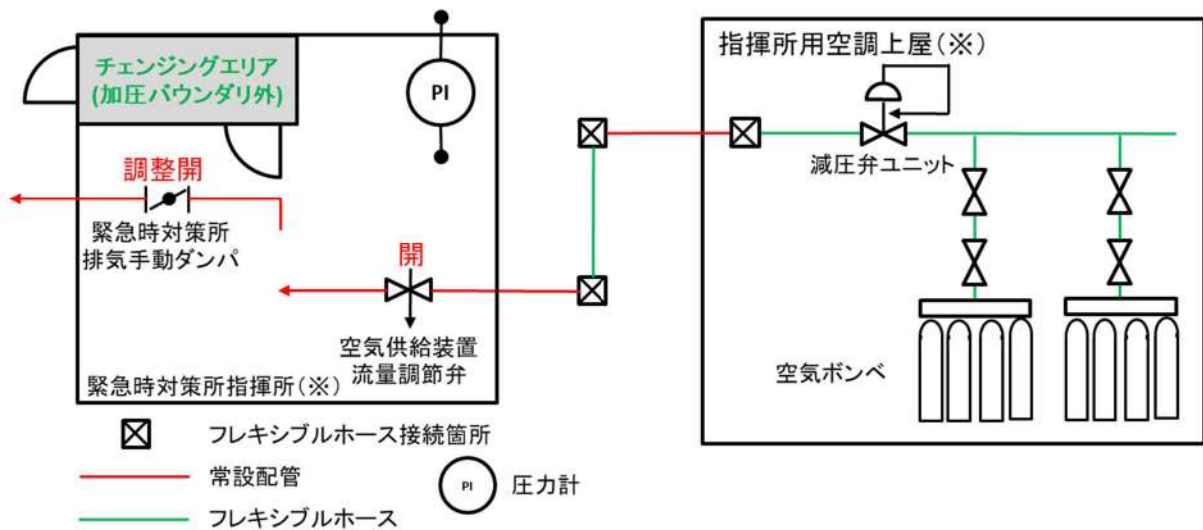 チェンジングエリア
(加圧バウンダリ外)
PI
調整開
緊急時対策所
排気手動ダンパ
開
空気供給装置
流量調節弁
緊急時対策所指揮所(※)
指揮所用空調上屋(※)
減圧弁ユニット
空気ボンベ
フレキシブルホース接続箇所
常設配管
フレキシブルホース
PI
圧力計